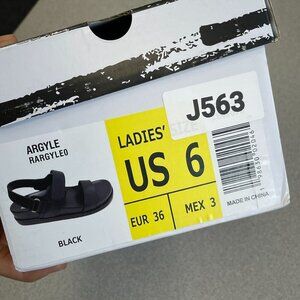 J563
ARGYLE
RARGYLE0
LADIES'
US 6
EUR 36
MEX 3
BLACK
MADE IN CHINA